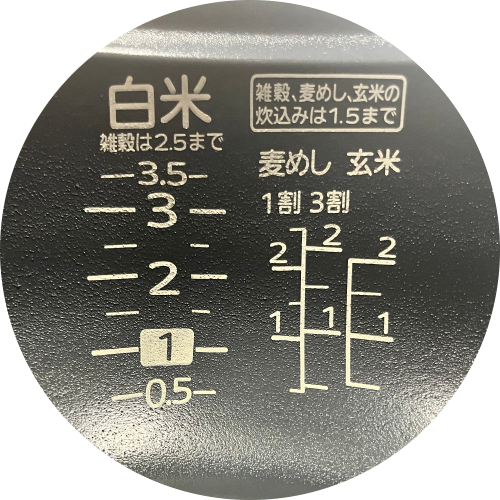 白米
雑穀は2.5まで
3.5
3
2
1
0.5
雑穀、麦めし、玄米の
炊込みは1.5まで
麦めし 玄米
1割 3割
2 2 2
1 1 1